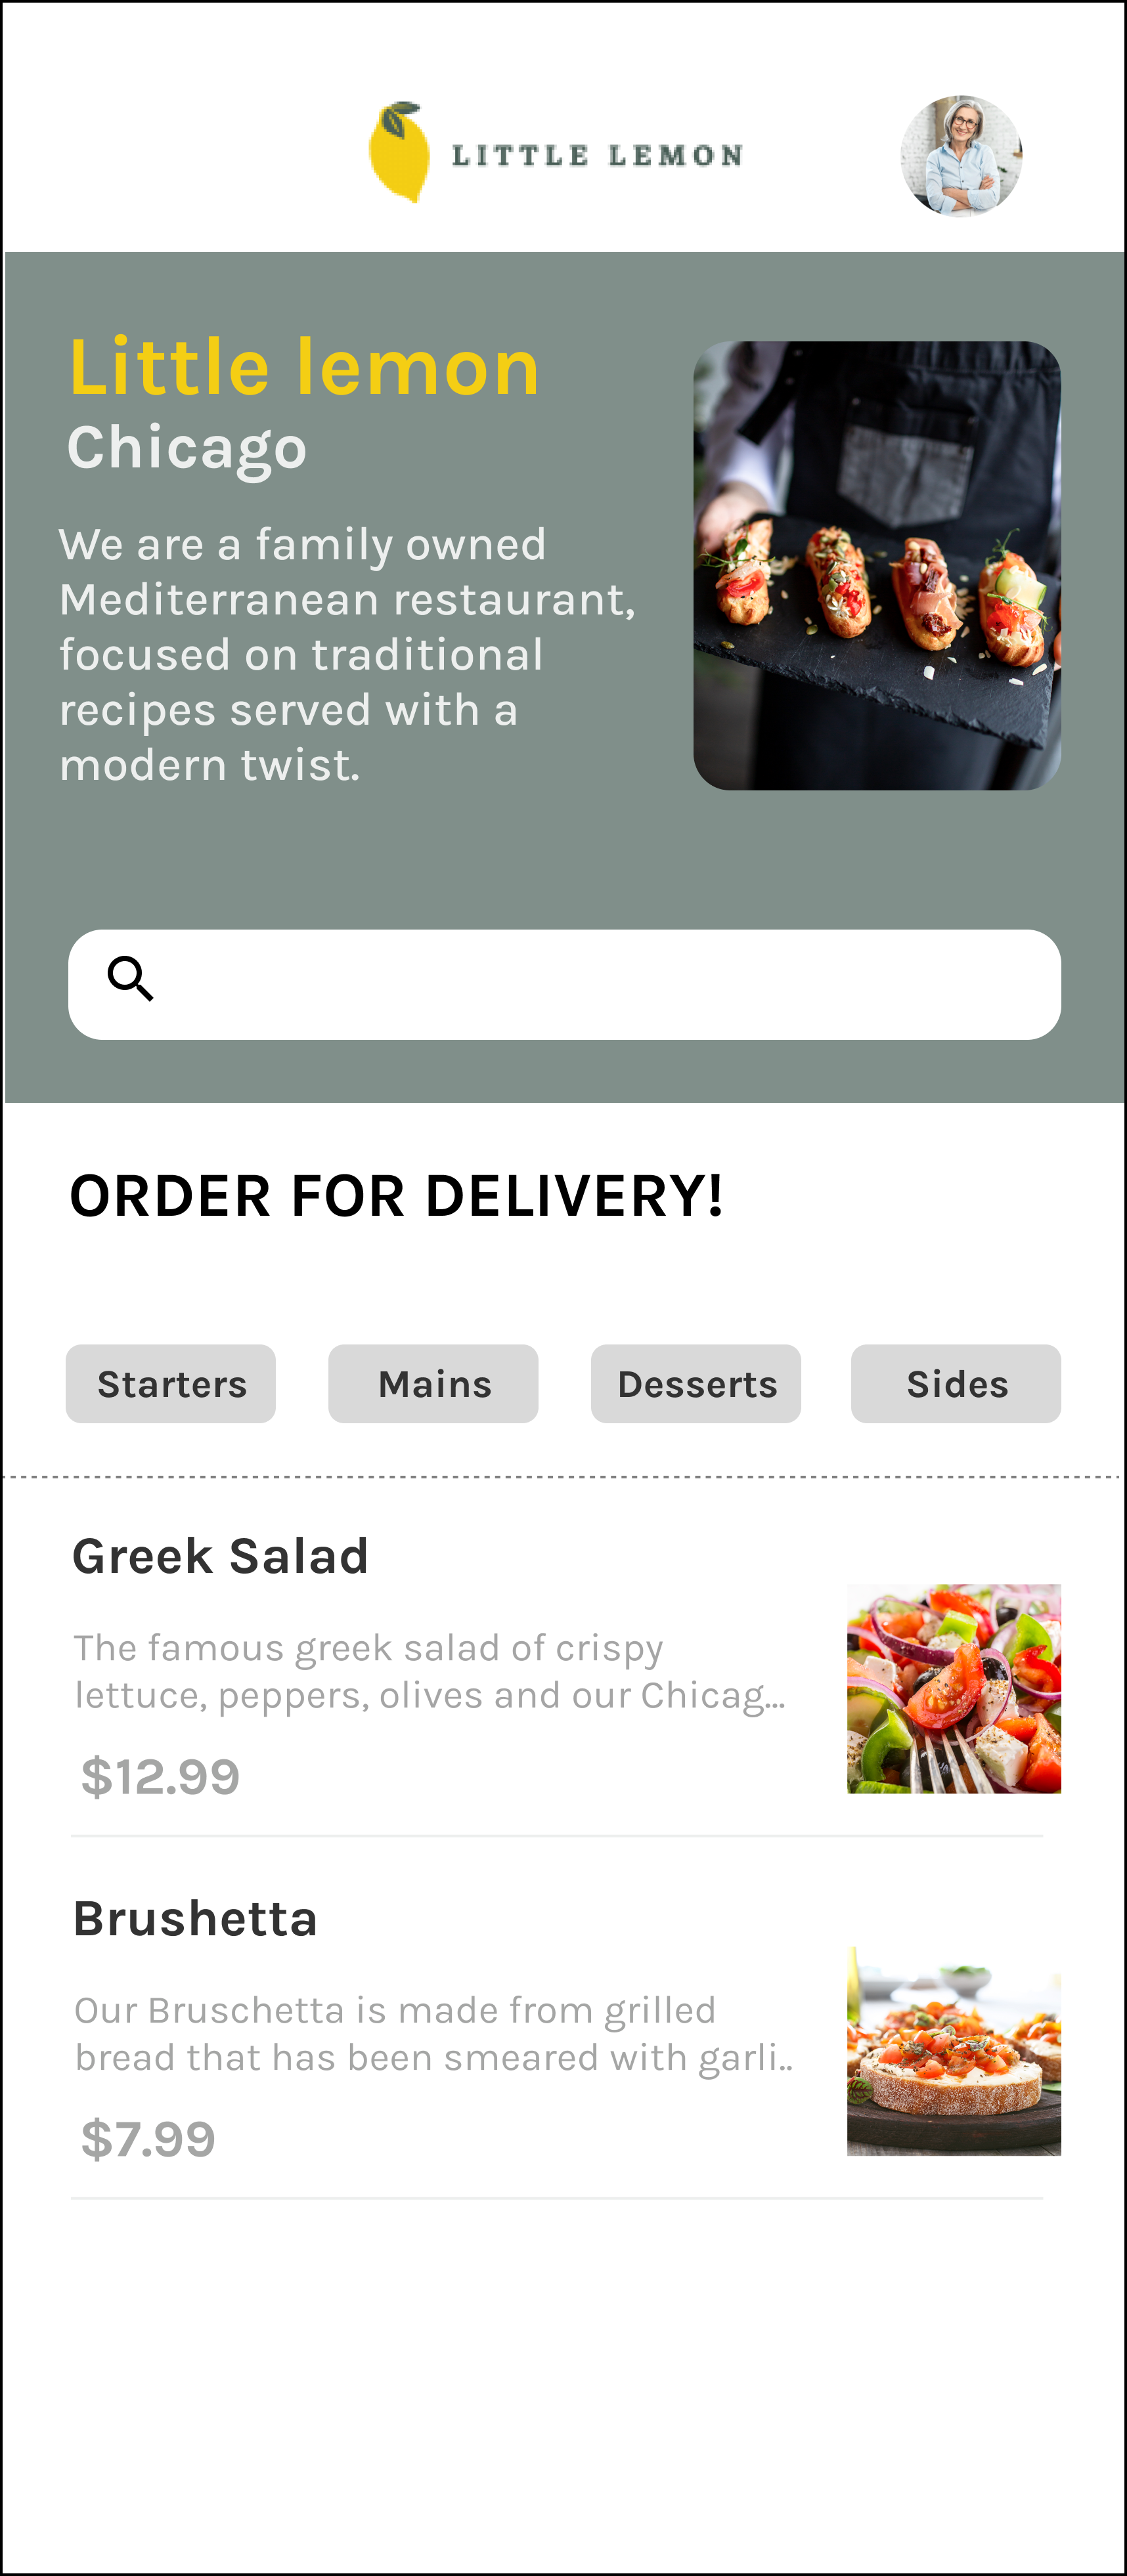 LITTLE LEMON
Little lemon
Chicago
We are a family owned
Mediterranean restaurant,
focused on traditional
recipes served with a
modern twist.
ORDER FOR DELIVERY!
Starters Mains Desserts Sides
Greek Salad
The famous greek salad of crispy
lettuce, peppers, olives and our Chicag...
$12.99
Brushetta
Our Bruschetta is made from grilled
bread that has been smeared with garli..
$7.99